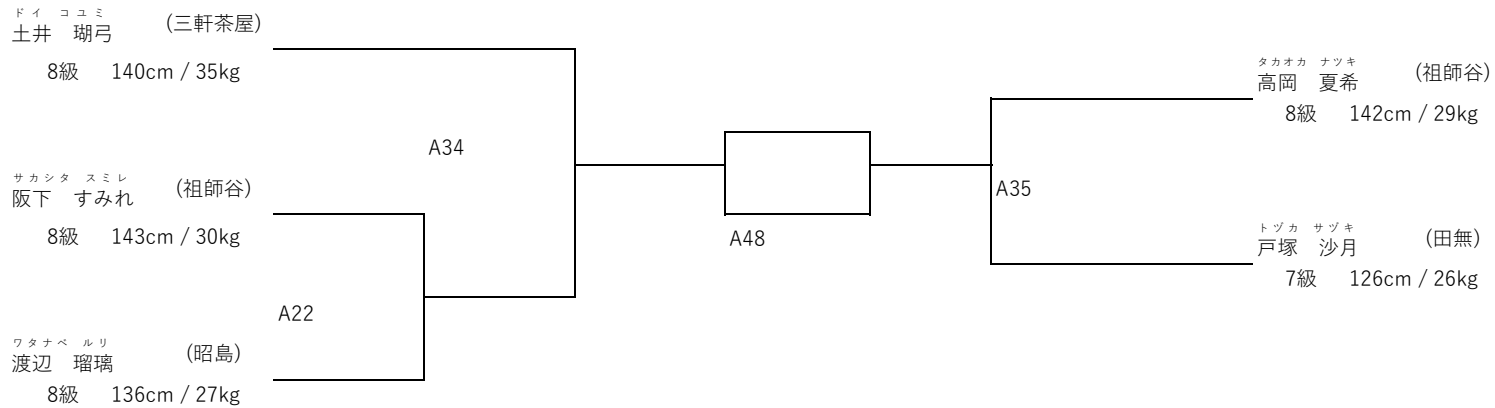 ドイ コユミ
土井 瑚弓 (三軒茶屋)
8級 140cm / 35kg
A34
サカシタ スミレ
阪下 すみれ (祖師谷)
8級 143cm / 30kg
A22
ワタナベ ルリ
渡辺 瑠璃 (昭島)
8級 136cm / 27kg
A48
タカオカ ナツキ
高岡 夏希 (祖師谷)
8級 142cm / 29kg
A35
トヅカ サヅキ
戸塚 沙月 (田無)
7級 126cm / 26kg